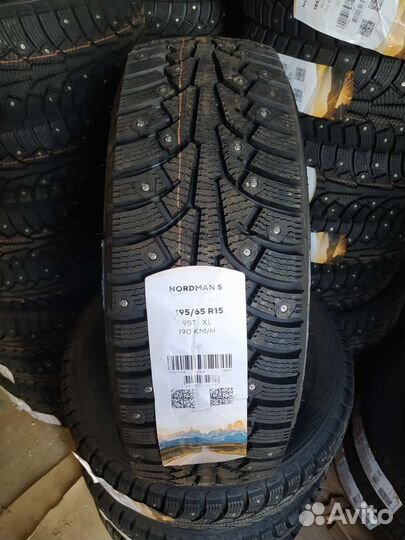 NORDMAN 5
195/65 R15
95T XL
190 KM/H
Avito